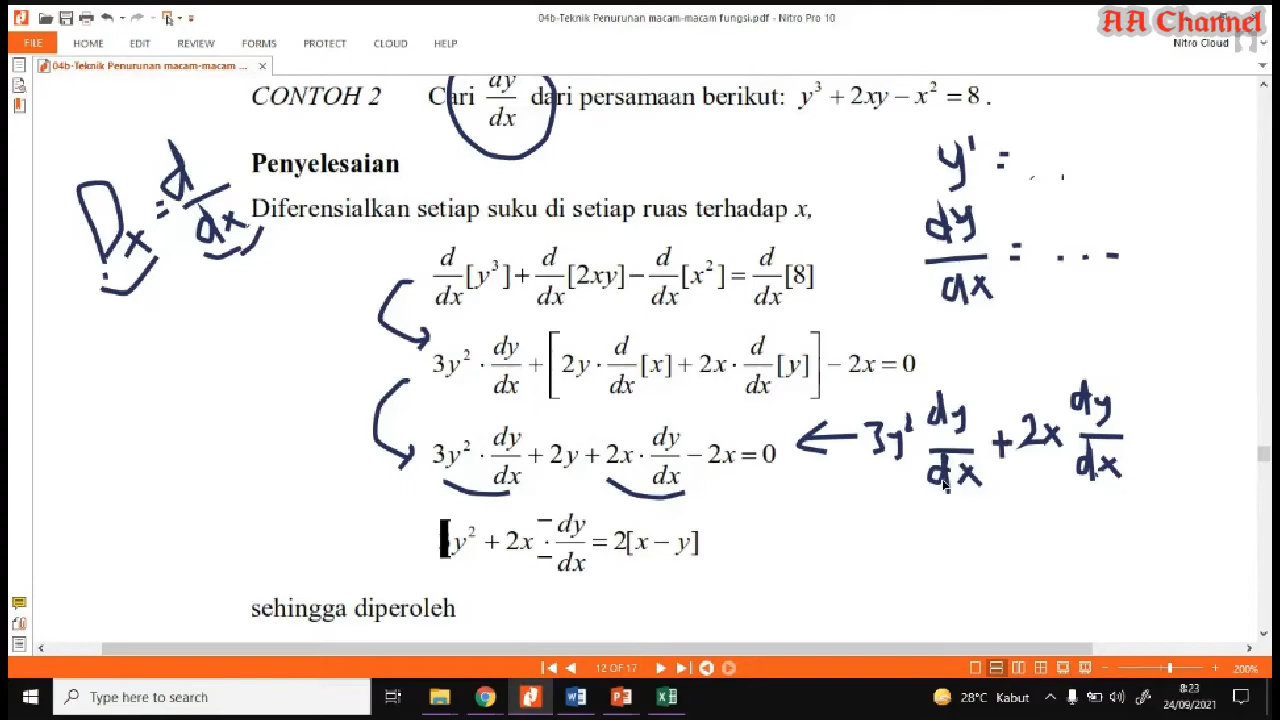 04b-Teknik Penurunan macam-macam fungsi.pdf - Nitro Pro 10
AA Channel
FILE HOME EDIT REVIEW FORMS PROTECT CLOUD HELP
Nitro Cloud
04b-Teknik Penurunan macam-macam ...
CONTOH 2 Cari dy/dx dari persamaan berikut: y³ + 2xy − x² = 8 .
y' = . .
Penyelesaian
Dx = d/dx
Diferensialkan setiap suku di setiap ruas terhadap x,
dy/dx = . . .
d/dx [y³] + d/dx [2xy] − d/dx [x²] = d/dx [8]
3y² · dy/dx + [2y · d/dx [x] + 2x · d/dx [y]] − 2x = 0
3y² · dy/dx + 2y + 2x · dy/dx − 2x = 0
← 3y² dy/dx + 2x dy/dx
y² + 2x · dy/dx = 2[x − y]
sehingga diperoleh
12 OF 17
200%
Type here to search
28°C Kabut
8:23
24/09/2021